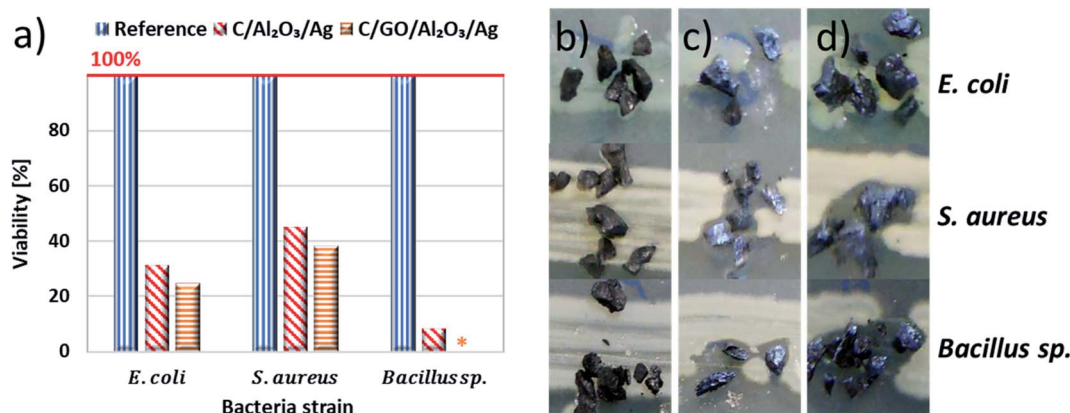 a)
Reference C/Al₂O₃/Ag C/GO/Al₂O₃/Ag
100%
80
60
40
20
0
Viability [%]
*
E. coli S. aureus Bacillus sp.
Bacteria strain
b) c) d)
E. coli
S. aureus
Bacillus sp.